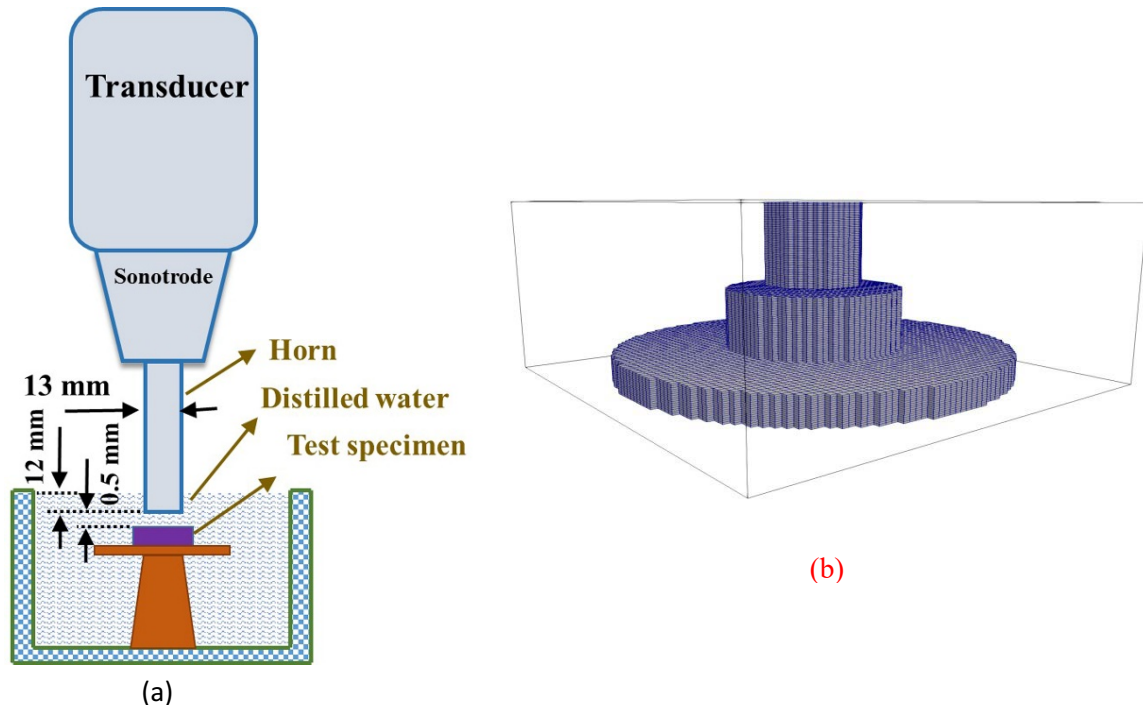 Transducer
Sonotrode
Horn
13 mm
Distilled water
12 mm
0.5 mm
Test specimen
(a)
(b)